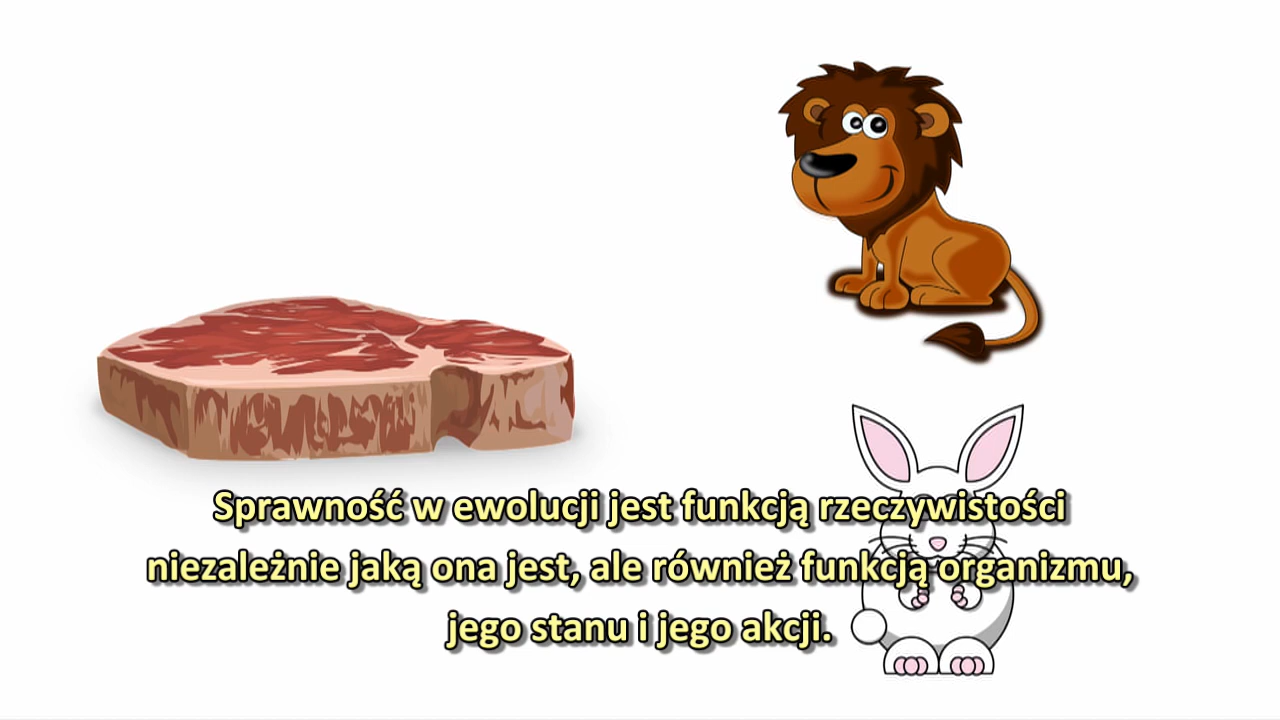 Sprawność w ewolucji jest funkcją rzeczywistości
niezależnie jaką ona jest, ale również funkcją organizmu,
jego stanu i jego akcji.